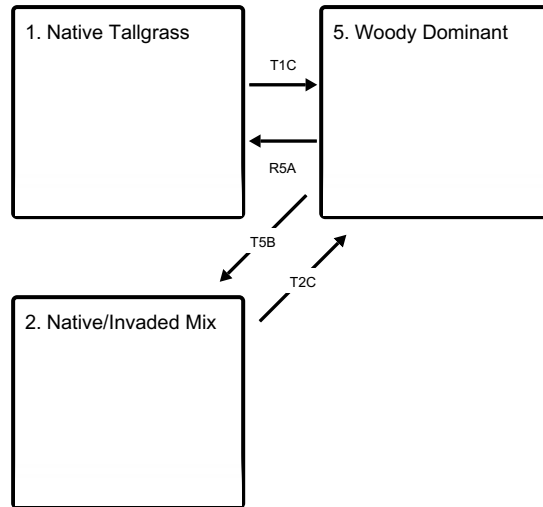 1. Native Tallgrass
5. Woody Dominant
T1C
R5A
T5B
T2C
2. Native/Invaded Mix